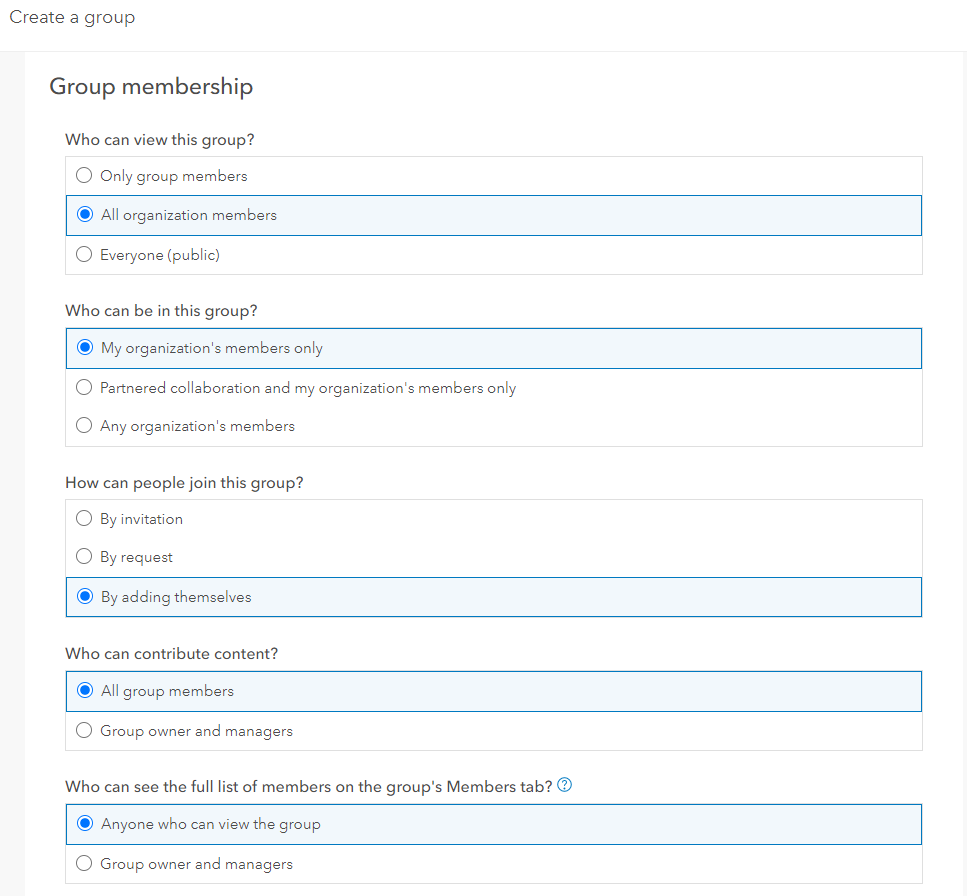 Create a group
Group membership
Who can view this group?
Only group members
All organization members
Everyone (public)
Who can be in this group?
My organization's members only
Partnered collaboration and my organization's members only
Any organization's members
How can people join this group?
By invitation
By request
By adding themselves
Who can contribute content?
All group members
Group owner and managers
Who can see the full list of members on the group's Members tab? ?
Anyone who can view the group
Group owner and managers